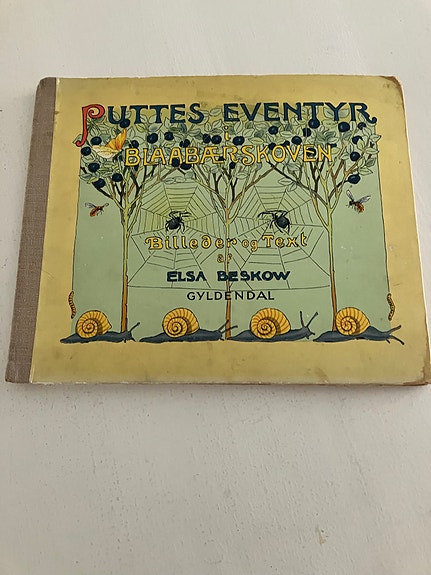 PUTTES EVENTYR
i
BLAABÆRSKOVEN
Billeder og Text
af
ELSA BESKOW
GYLDENDAL